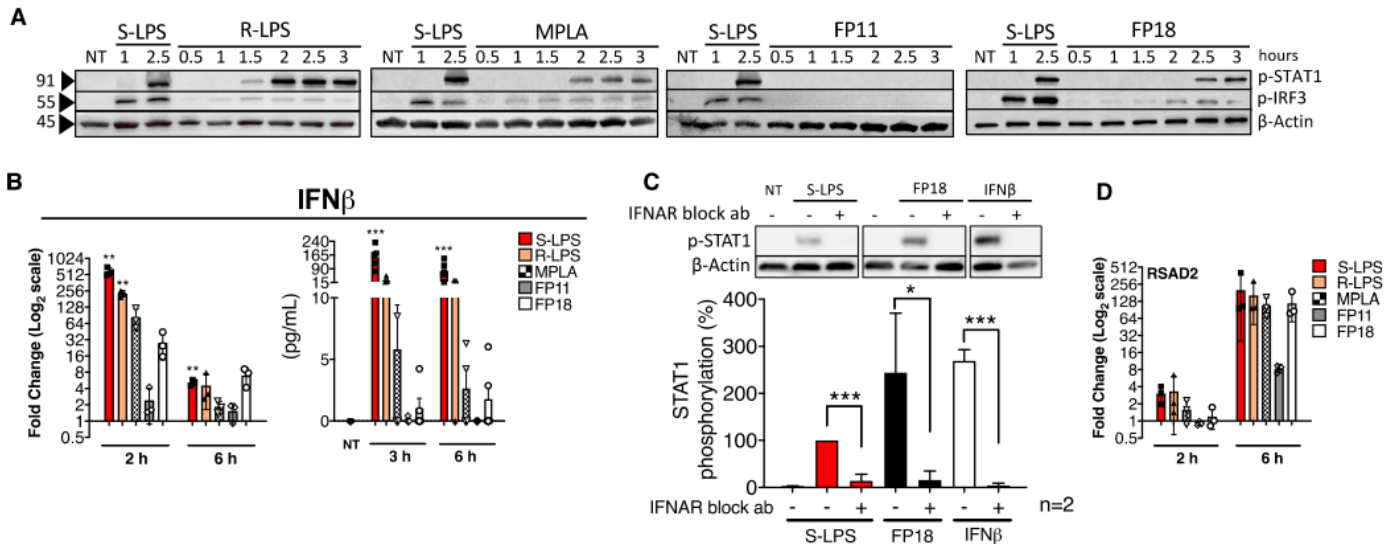 A
S-LPS R-LPS S-LPS MPLA S-LPS FP11 S-LPS FP18
NT 1 2.5 0.5 1 1.5 2 2.5 3 NT 1 2.5 0.5 1 1.5 2 2.5 3 NT 1 2.5 0.5 1 1.5 2 2.5 3 NT 1 2.5 0.5 1 1.5 2 2.5 3 hours
91 p-STAT1
55 p-IRF3
45 β-Actin
B
IFNβ
Fold Change (Log2 scale)
1024
512
256
128
64
32
16
8
4
2
1
0.5
** ** **
2 h 6 h
(pg/mL)
240
165
90
15
10
5
0
*** ***
NT 3 h 6 h
S-LPS
R-LPS
MPLA
FP11
FP18
C
NT S-LPS FP18 IFNβ
IFNAR block ab - - + - - + - +
p-STAT1
β-Actin
STAT1
phosphorylation (%)
400
300
200
100
0
*** * ***
IFNAR block ab - - + - + - +
S-LPS FP18 IFNβ
n=2
D
RSAD2
Fold Change (Log2 scale)
512
256
128
64
32
16
8
4
2
1
0.5
2 h 6 h
S-LPS
R-LPS
MPLA
FP11
FP18